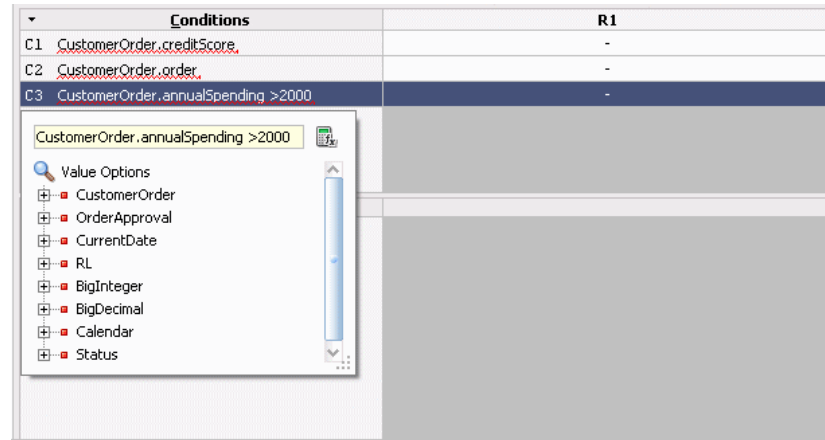 Conditions R1
C1 CustomerOrder.creditScore -
C2 CustomerOrder.order -
C3 CustomerOrder.annualSpending >2000 -
CustomerOrder.annualSpending >2000
Value Options
CustomerOrder
OrderApproval
CurrentDate
RL
BigInteger
BigDecimal
Calendar
Status